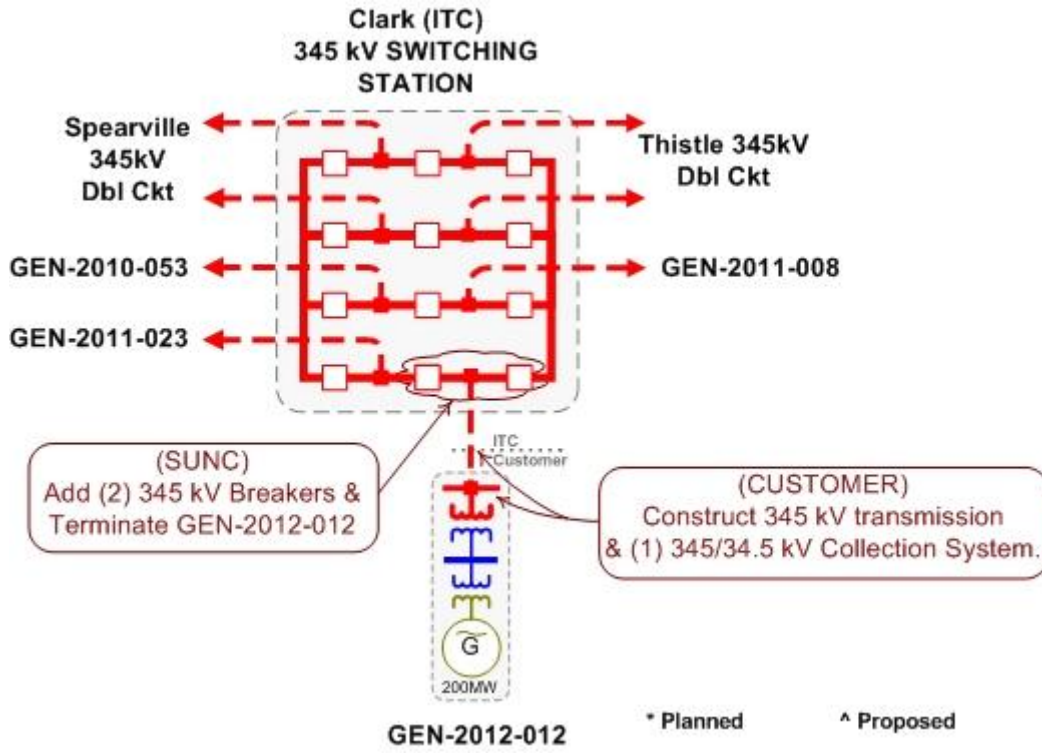 Clark (ITC)
345 kV SWITCHING
STATION
Spearville
345kV
Dbl Ckt
Thistle 345kV
Dbl Ckt
GEN-2010-053
GEN-2011-008
GEN-2011-023
ITC
Customer
(SUNC)
Add (2) 345 kV Breakers &
Terminate GEN-2012-012
(CUSTOMER)
Construct 345 kV transmission
& (1) 345/34.5 kV Collection System.
G
200MW
GEN-2012-012
* Planned
^ Proposed